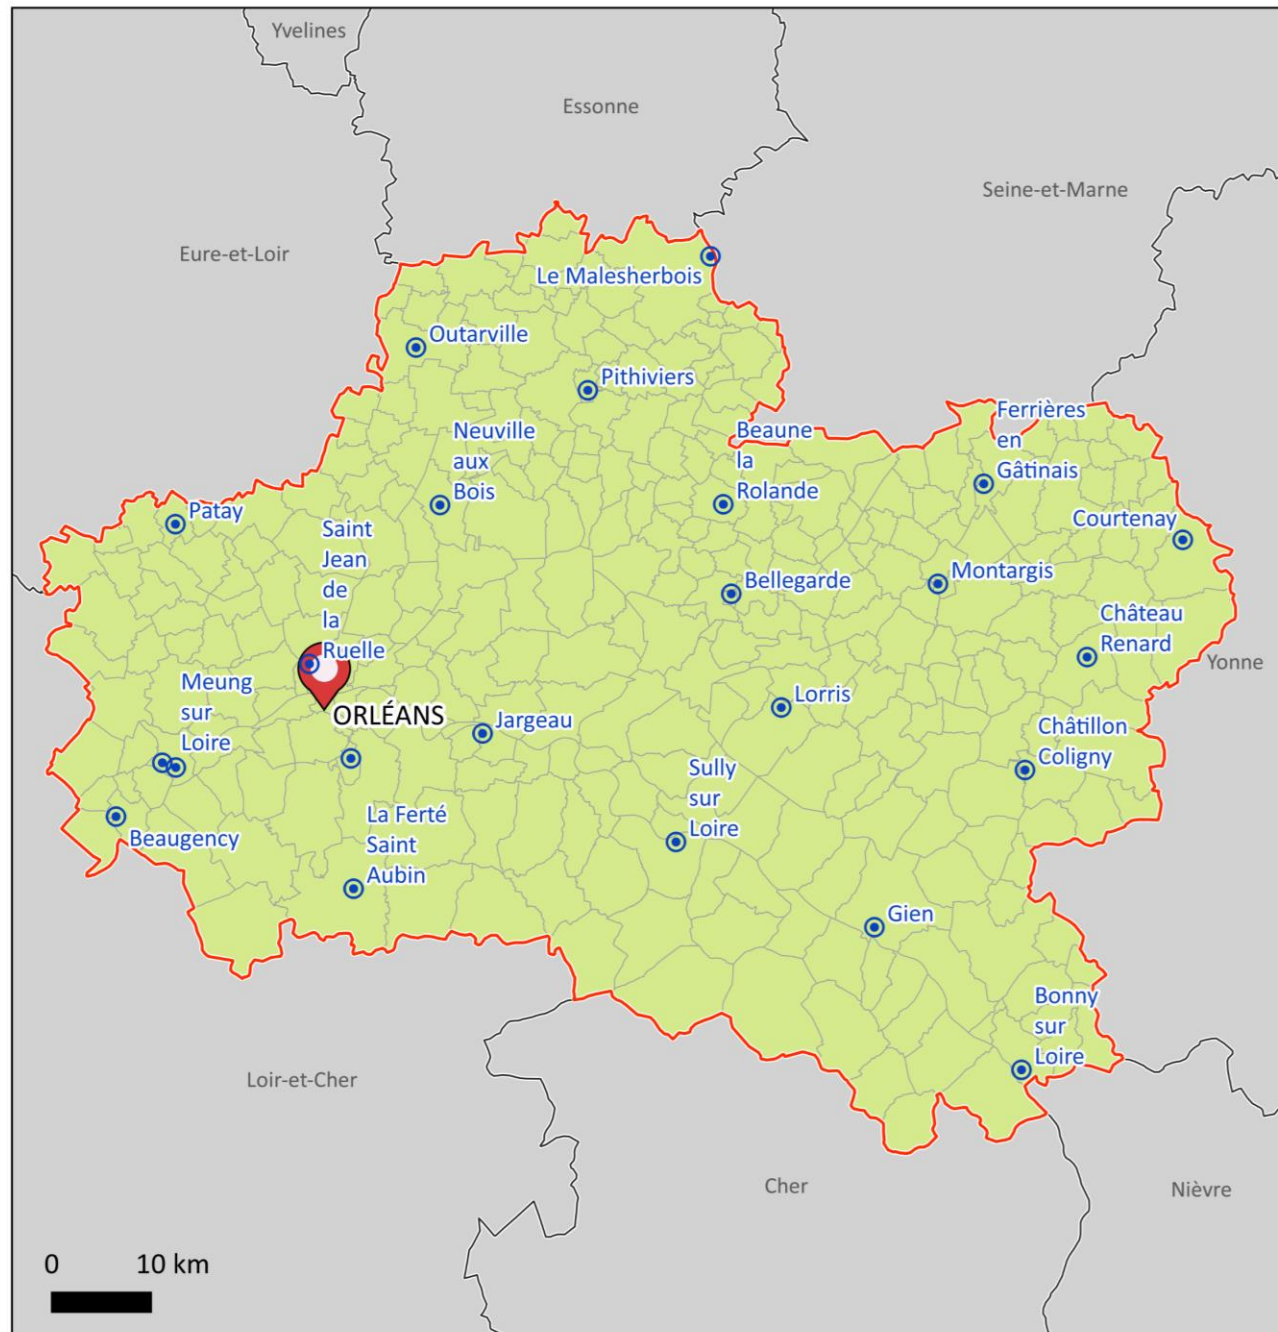 Yvelines
Essonne
Seine-et-Marne
Eure-et-Loir
Le Malesherbois
Outarville
Pithiviers
Ferrières
en
Gâtinais
Neuville
aux
Bois
Beaune
la
Rolande
Patay
Courtenay
Saint
Jean
de
la
Ruelle
Bellegarde
Montargis
Château
Renard
Yonne
Meung
sur
Loire
ORLÉANS
Jargeau
Lorris
Châtillon
Coligny
Sully
sur
Loire
Beaugency
La Ferté
Saint
Aubin
Gien
Bonny
sur
Loire
Loir-et-Cher
Cher
Nièvre
0 10 km